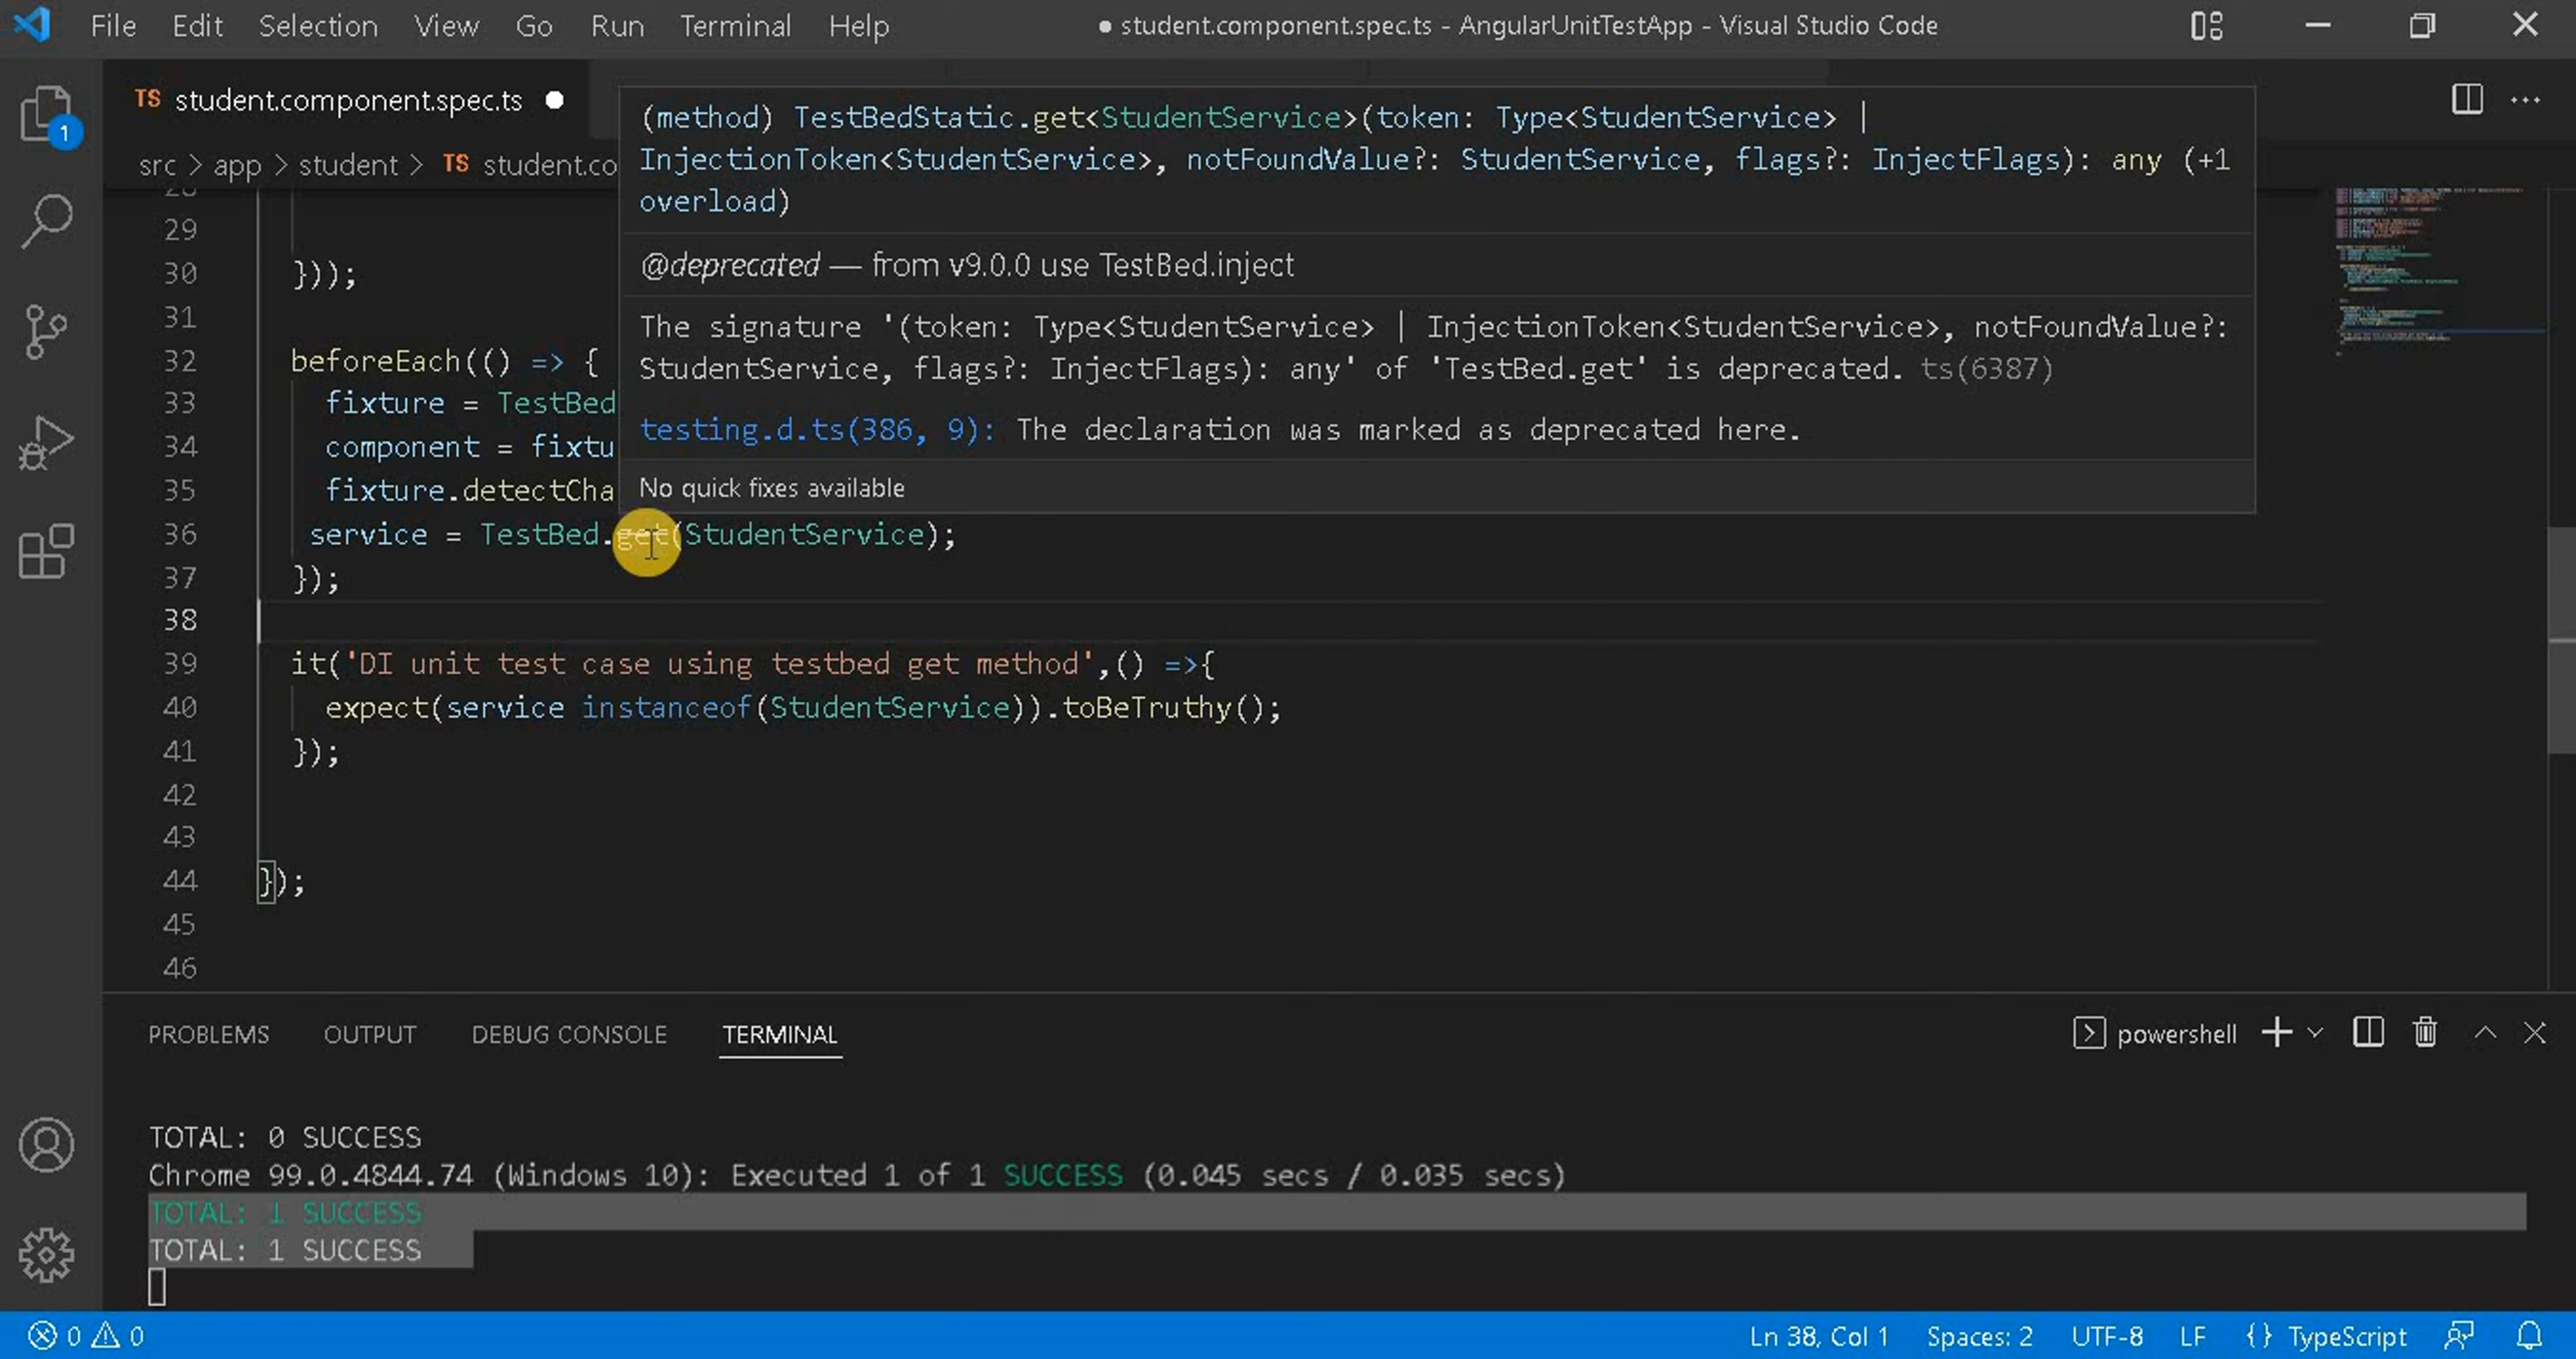 File Edit Selection View Go Run Terminal Help
● student.component.spec.ts - AngularUnitTestApp - Visual Studio Code
TS student.component.spec.ts ●
1
src > app > student > TS student.co
(method) TestBedStatic.get<StudentService>(token: Type<StudentService> |
InjectionToken<StudentService>, notFoundValue?: StudentService, flags?: InjectFlags): any (+1
overload)
@deprecated — from v9.0.0 use TestBed.inject
The signature '(token: Type<StudentService> | InjectionToken<StudentService>, notFoundValue?:
StudentService, flags?: InjectFlags): any' of 'TestBed.get' is deprecated. ts(6387)
testing.d.ts(386, 9): The declaration was marked as deprecated here.
No quick fixes available
29
30 }));
31
32 beforeEach(() => {
33 fixture = TestBed
34 component = fixtu
35 fixture.detectCha
36 service = TestBed.get(StudentService);
37 });
38
39 it('DI unit test case using testbed get method',() =>{
40 expect(service instanceof(StudentService)).toBeTruthy();
41 });
42
43
44 });
45
46
PROBLEMS OUTPUT DEBUG CONSOLE TERMINAL
powershell
TOTAL: 0 SUCCESS
Chrome 99.0.4844.74 (Windows 10): Executed 1 of 1 SUCCESS (0.045 secs / 0.035 secs)
TOTAL: 1 SUCCESS
TOTAL: 1 SUCCESS
0 0
Ln 38, Col 1 Spaces: 2 UTF-8 LF {} TypeScript